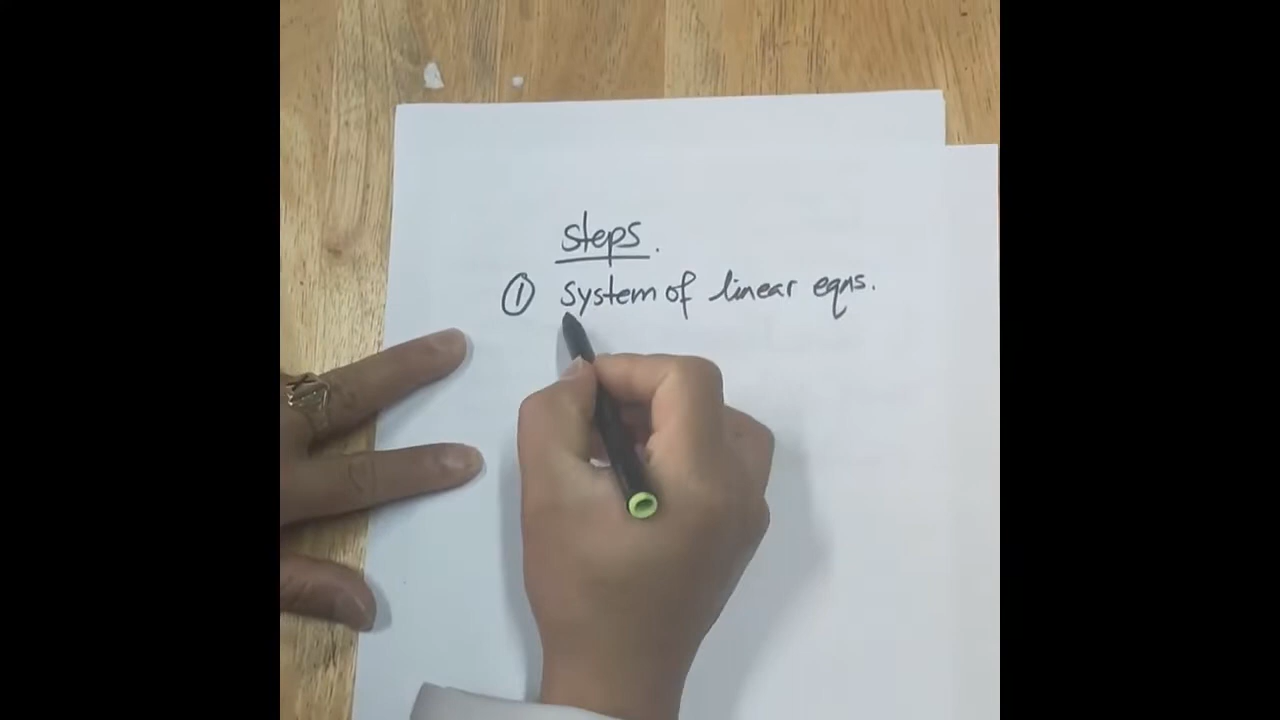 steps.
① system of linear eqns.